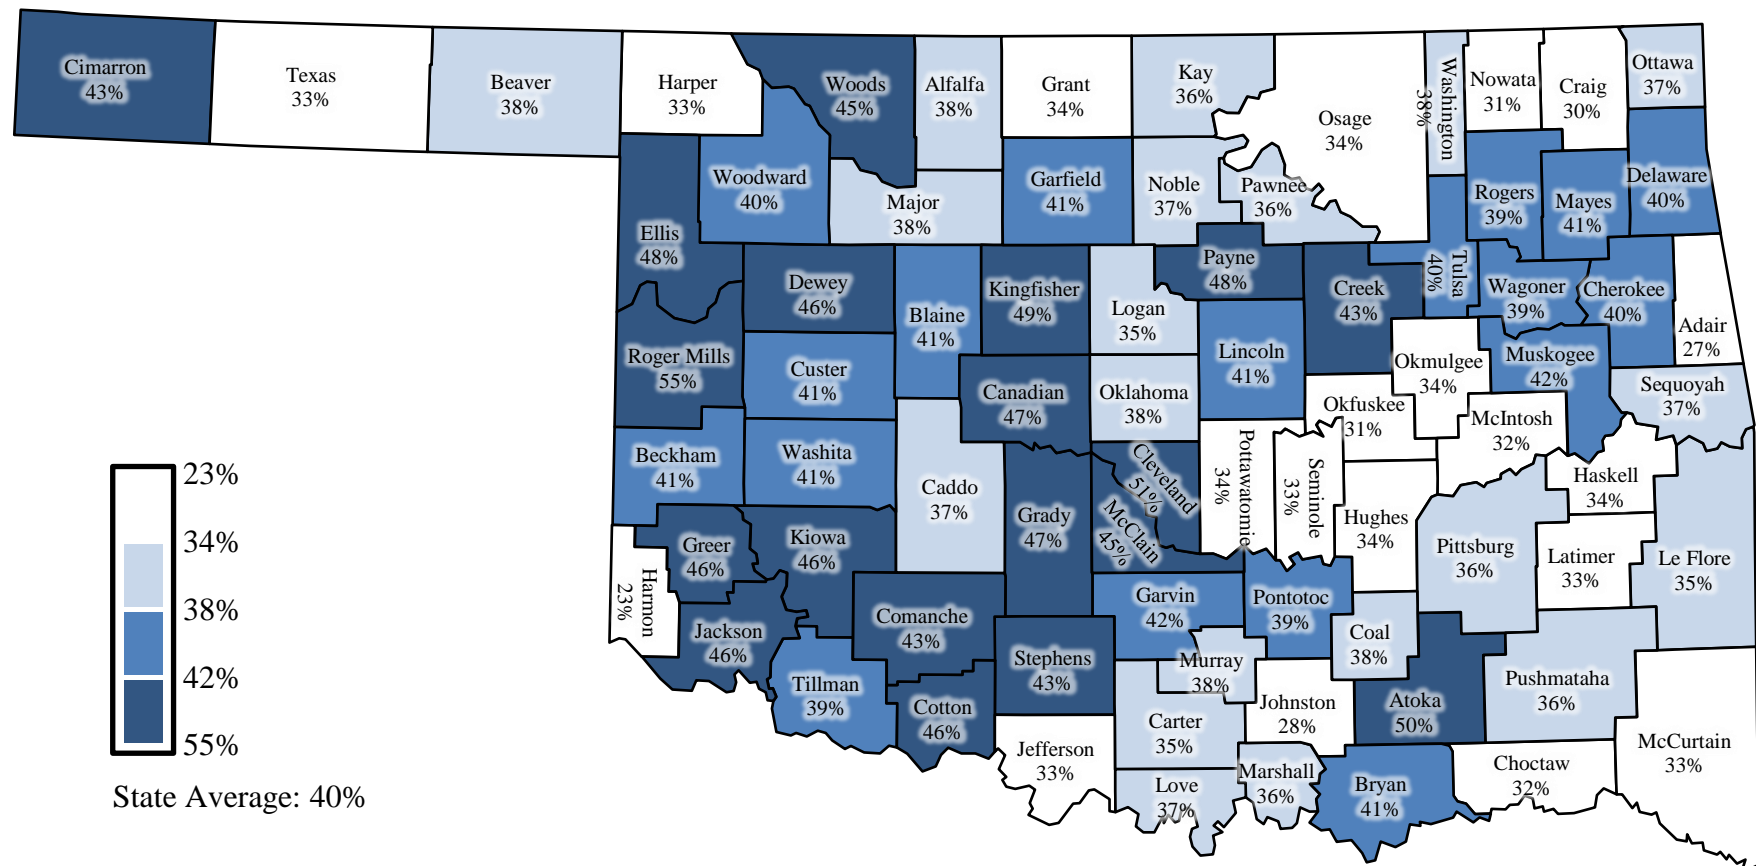 Cimarron
43%
Texas
33%
Beaver
38%
Harper
33%
Woods
45%
Alfalfa
38%
Grant
34%
Kay
36%
Osage
34%
Washington
38%
Nowata
31%
Craig
30%
Ottawa
37%
Woodward
40%
Major
38%
Garfield
41%
Noble
37%
Pawnee
36%
Rogers
39%
Mayes
41%
Delaware
40%
Ellis
48%
Dewey
46%
Blaine
41%
Kingfisher
49%
Logan
35%
Payne
48%
Creek
43%
Tulsa
40%
Wagoner
39%
Cherokee
40%
Adair
27%
Roger Mills
55%
Custer
41%
Canadian
47%
Oklahoma
38%
Lincoln
41%
Okmulgee
34%
Muskogee
42%
Sequoyah
37%
Okfuskee
31%
McIntosh
32%
Beckham
41%
Washita
41%
Caddo
37%
Grady
47%
Cleveland
51%
McClain
45%
Pottawatomie
34%
Seminole
33%
Hughes
34%
Haskell
34%
Pittsburg
36%
Latimer
33%
Le Flore
35%
Greer
46%
Kiowa
46%
Harmon
23%
Jackson
46%
Comanche
43%
Garvin
42%
Pontotoc
39%
Coal
38%
Stephens
43%
Murray
38%
Tillman
39%
Cotton
46%
Johnston
28%
Atoka
50%
Pushmataha
36%
Jefferson
33%
Carter
35%
Love
37%
Marshall
36%
Bryan
41%
Choctaw
32%
McCurtain
33%
23%
34%
38%
42%
55%
State Average: 40%